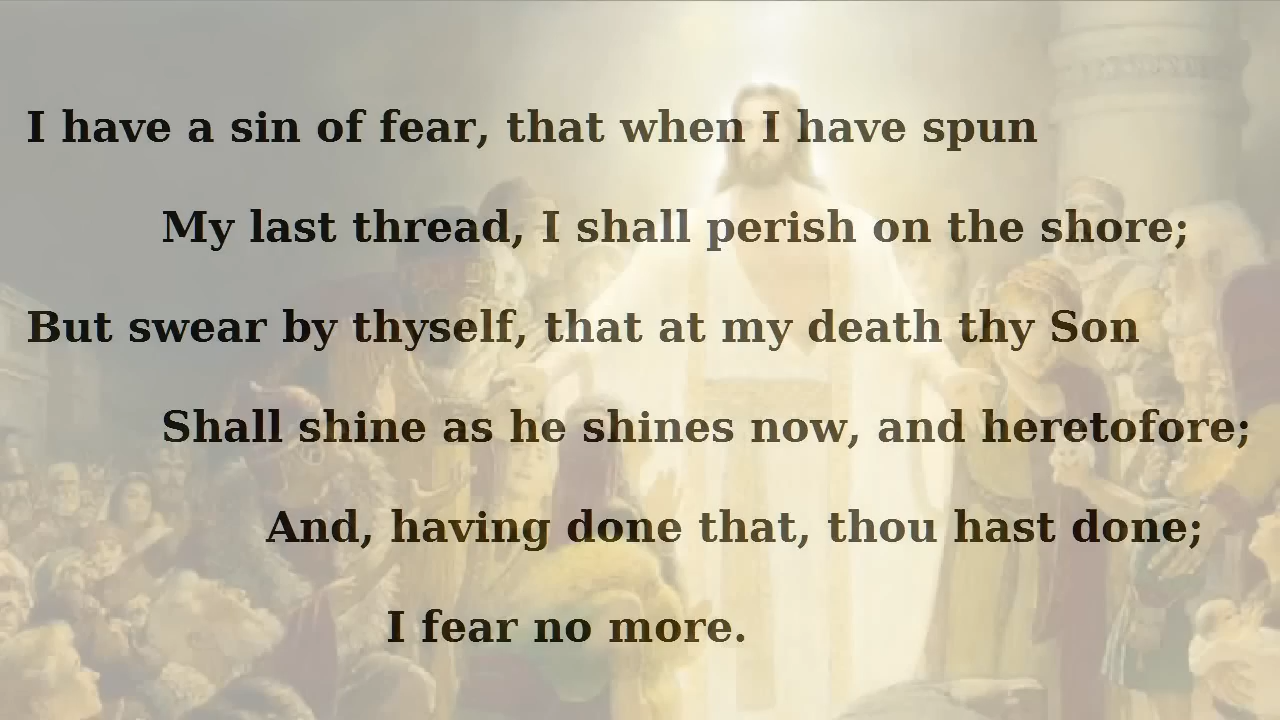 I have a sin of fear, that when I have spun
My last thread, I shall perish on the shore;
But swear by thyself, that at my death thy Son
Shall shine as he shines now, and heretofore;
And, having done that, thou hast done;
I fear no more.